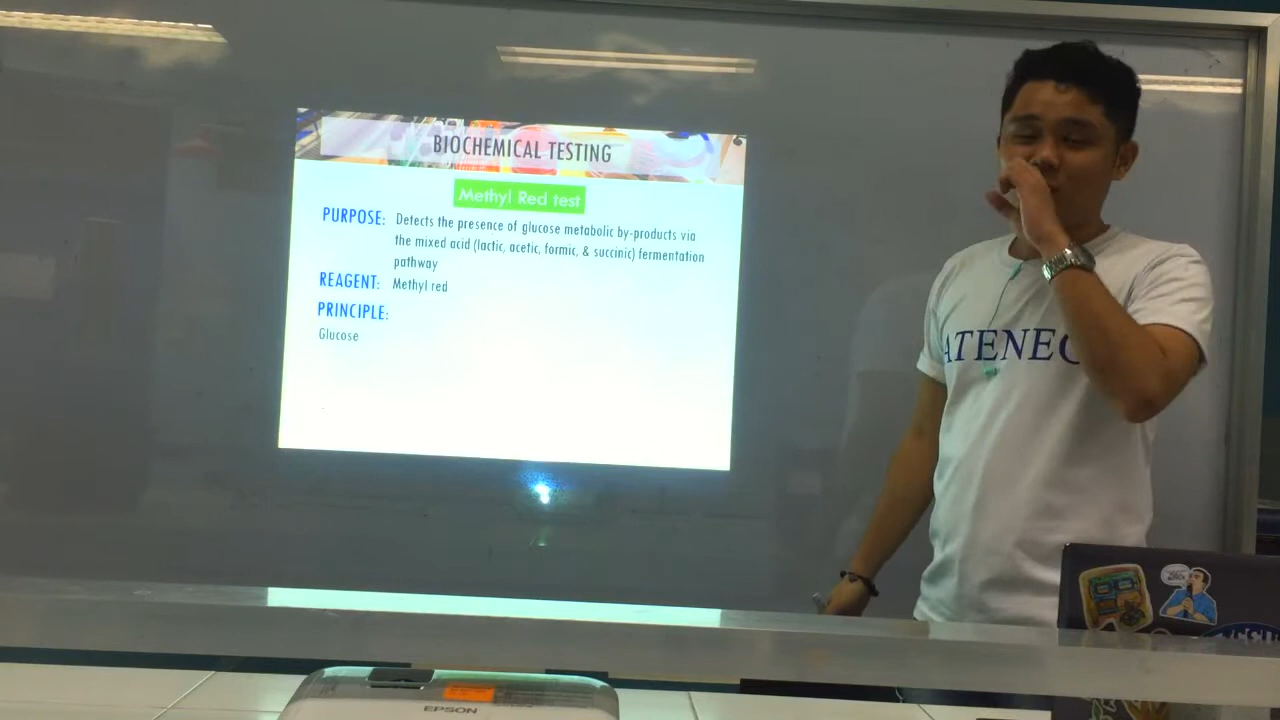 BIOCHEMICAL TESTING
Methyl Red test
PURPOSE: Detects the presence of glucose metabolic by-products via
the mixed acid (lactic, acetic, formic, & succinic) fermentation
pathway
REAGENT: Methyl red
PRINCIPLE:
Glucose
ATENEO
EPSON